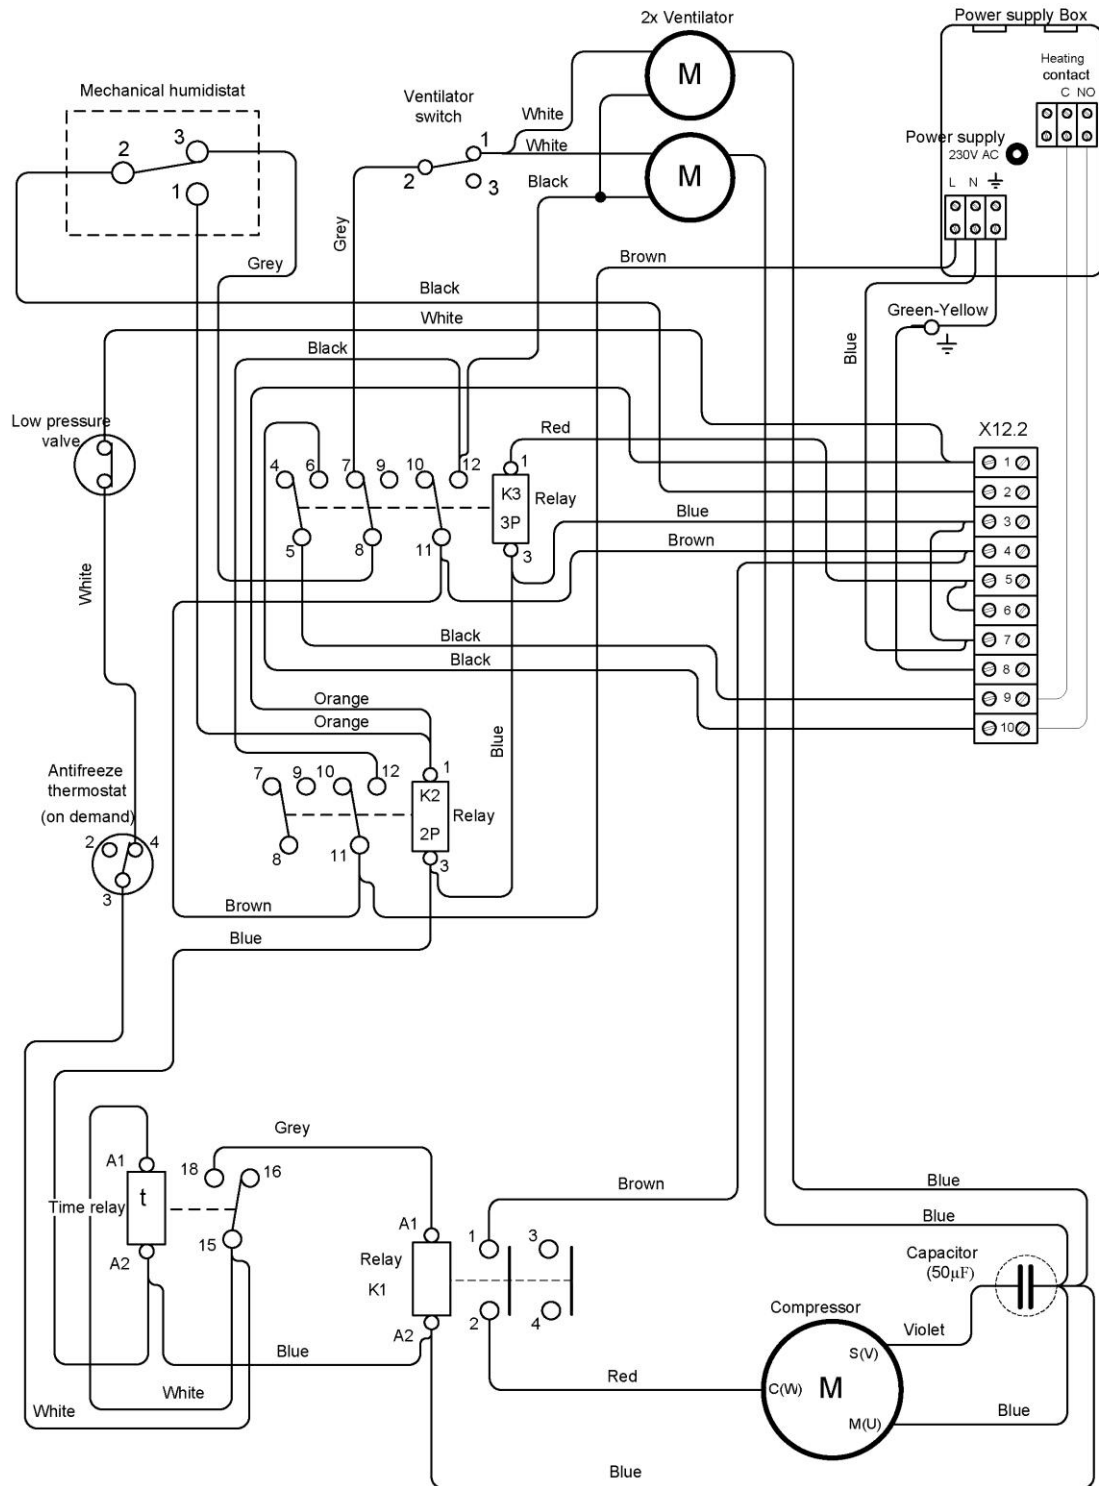 2x Ventilator
Power supply Box
Heating
contact
C NO
Mechanical humidistat
Ventilator
switch
White
White
Black
Power supply
230V AC
L N
2
3
1
1
2
3
M
M
Grey
Grey
Brown
Black
White
Green-Yellow
Blue
Black
Low pressure
valve
Red
X12.2
4 6 7 9 10 12
1
K3
3P
3
Relay
5 8 11
Blue
Brown
1
2
3
4
5
6
7
8
9
10
White
Black
Black
Orange
Orange
Blue
Antifreeze
thermostat
(on demand)
2 4
3
7 9 10 12
1
K2
2P
3
Relay
8 11
Brown
Blue
Grey
A1
18 16
Time relay
t
15
A2
Brown
Blue
Blue
A1
Relay
K1
A2
1 3
2 4
Capacitor
(50µF)
Compressor
Violet
S(V)
C(W) M
M(U)
Blue
Red
Blue
White
White
Blue